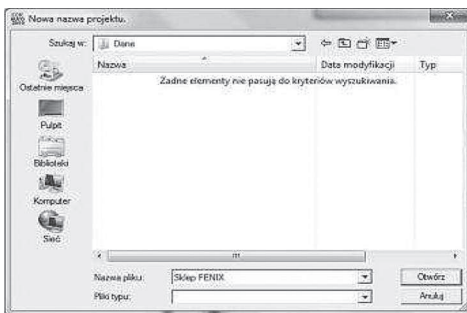 Nowa nazwa projektu.
Szukaj w: Dane
Nazwa Data modyfikacji Typ
Żadne elementy nie pasują do kryteriów wyszukiwania.
Ostatnie miejsca
Pulpit
Biblioteki
Komputer
Sieć
Nazwa pliku: Sklep FENIX Otwórz
Pliki typu: Anuluj